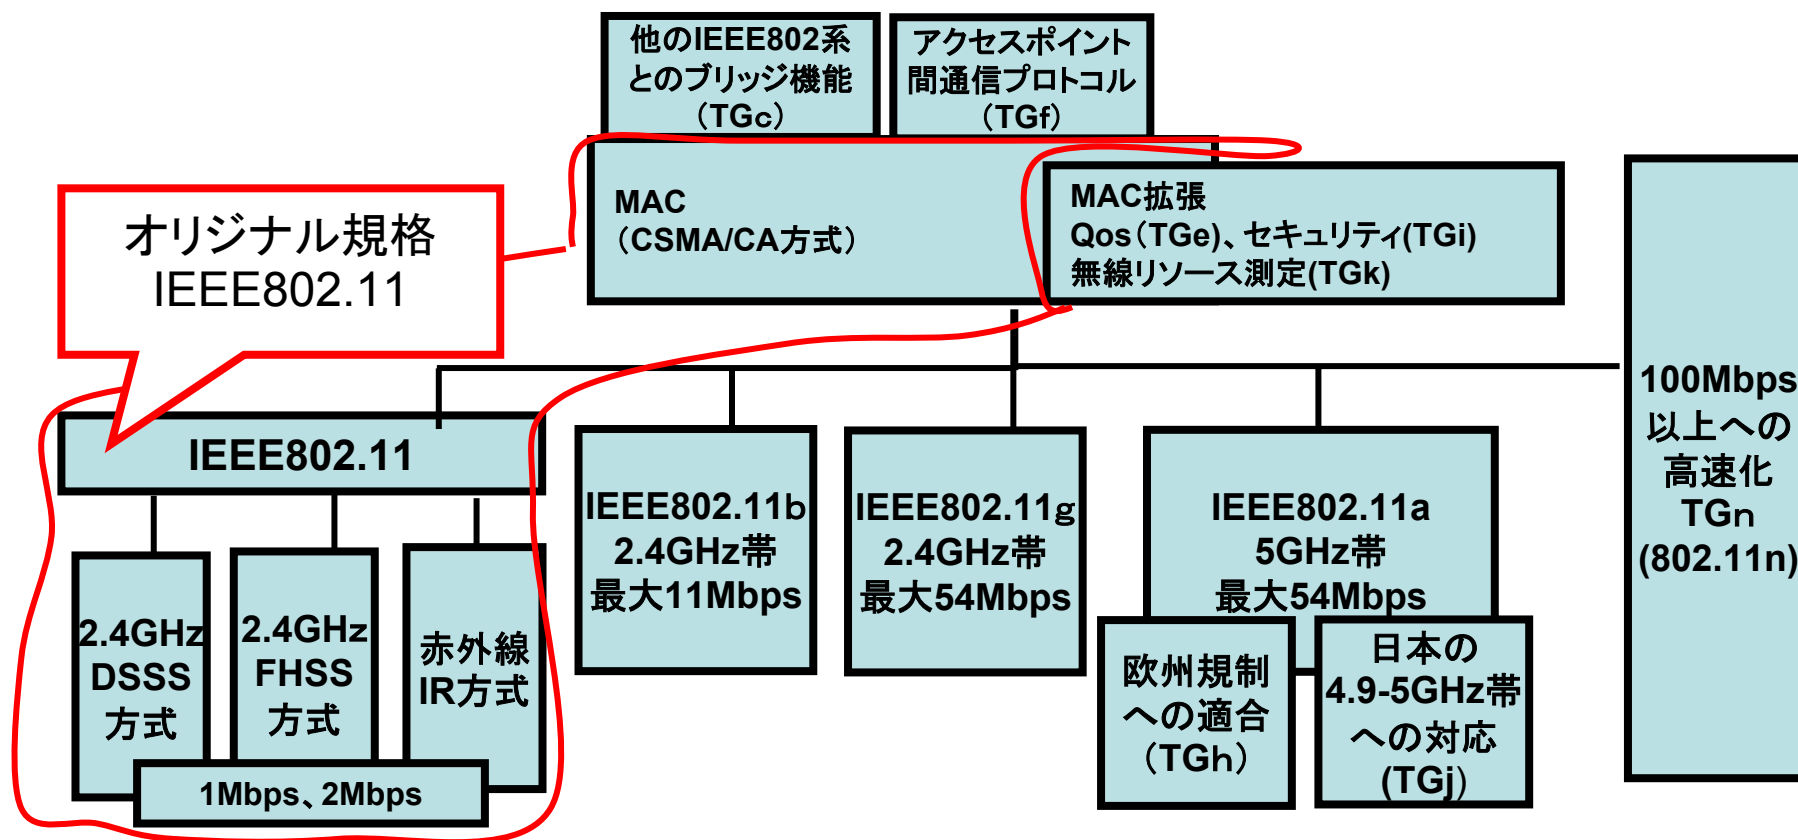 他のIEEE802系
とのブリッジ機能
（TGc）
アクセスポイント
間通信プロトコル
（TGf）
MAC
（CSMA/CA方式）
MAC拡張
Qos（TGe）、セキュリティ(TGi)
無線リソース測定(TGk)
オリジナル規格
IEEE802.11
100Mbps
以上への
高速化
TGn
(802.11n)
IEEE802.11
2.4GHz
DSSS
方式
2.4GHz
FHSS
方式
赤外線
IR方式
1Mbps、2Mbps
IEEE802.11b
2.4GHz帯
最大11Mbps
IEEE802.11g
2.4GHz帯
最大54Mbps
IEEE802.11a
5GHz帯
最大54Mbps
欧州規制
への適合
（TGh）
日本の
4.9-5GHz帯
への対応
(TGj）